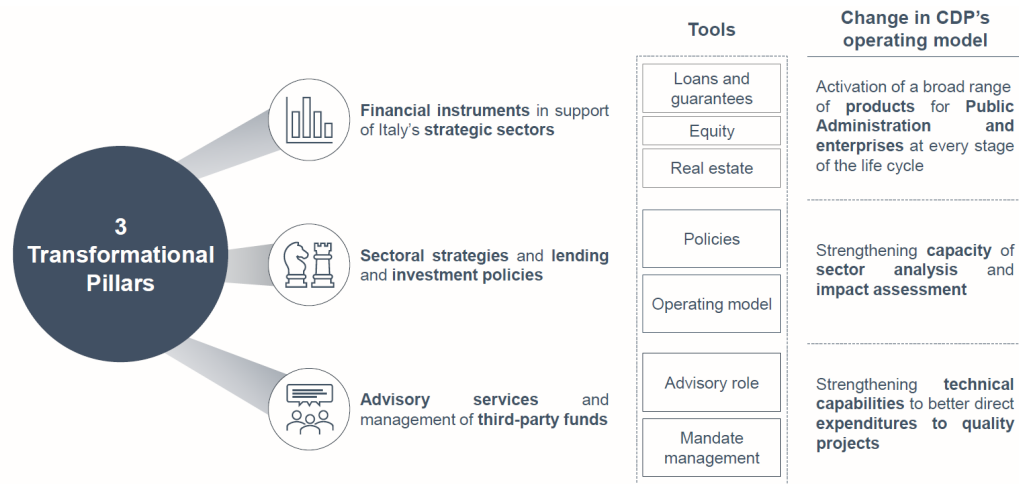 3
Transformational
Pillars
Financial instruments in support
of Italy's strategic sectors
Sectoral strategies and lending
and investment policies
Advisory services and
management of third-party funds
Tools
Loans and
guarantees
Equity
Real estate
Policies
Operating model
Advisory role
Mandate
management
Change in CDP's
operating model
Activation of a broad range
of products for Public
Administration and
enterprises at every stage
of the life cycle
Strengthening capacity of
sector analysis and
impact assessment
Strengthening technical
capabilities to better direct
expenditures to quality
projects